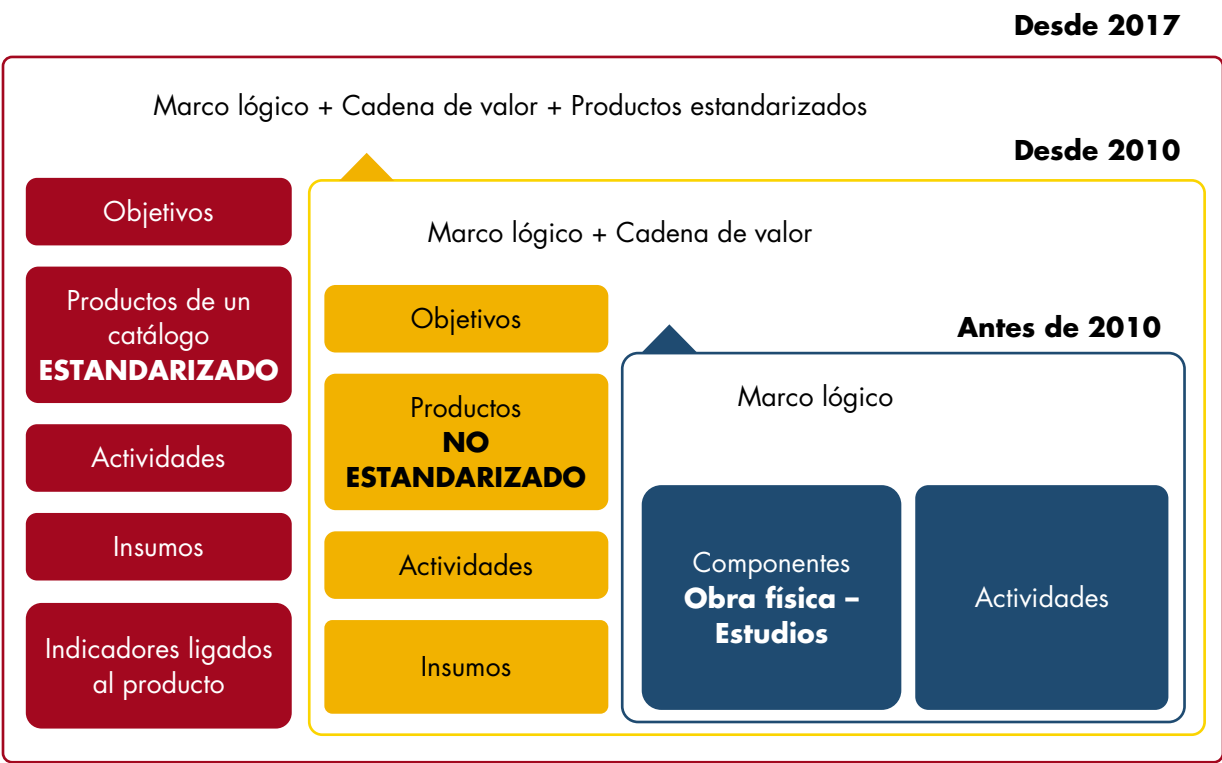 Desde 2017
Marco lógico + Cadena de valor + Productos estandarizados
Objetivos
Productos de un
catálogo
ESTANDARIZADO
Actividades
Insumos
Indicadores ligados
al producto
Desde 2010
Marco lógico + Cadena de valor
Objetivos
Productos
NO
ESTANDARIZADO
Actividades
Insumos
Antes de 2010
Marco lógico
Componentes
Obra física –
Estudios
Actividades